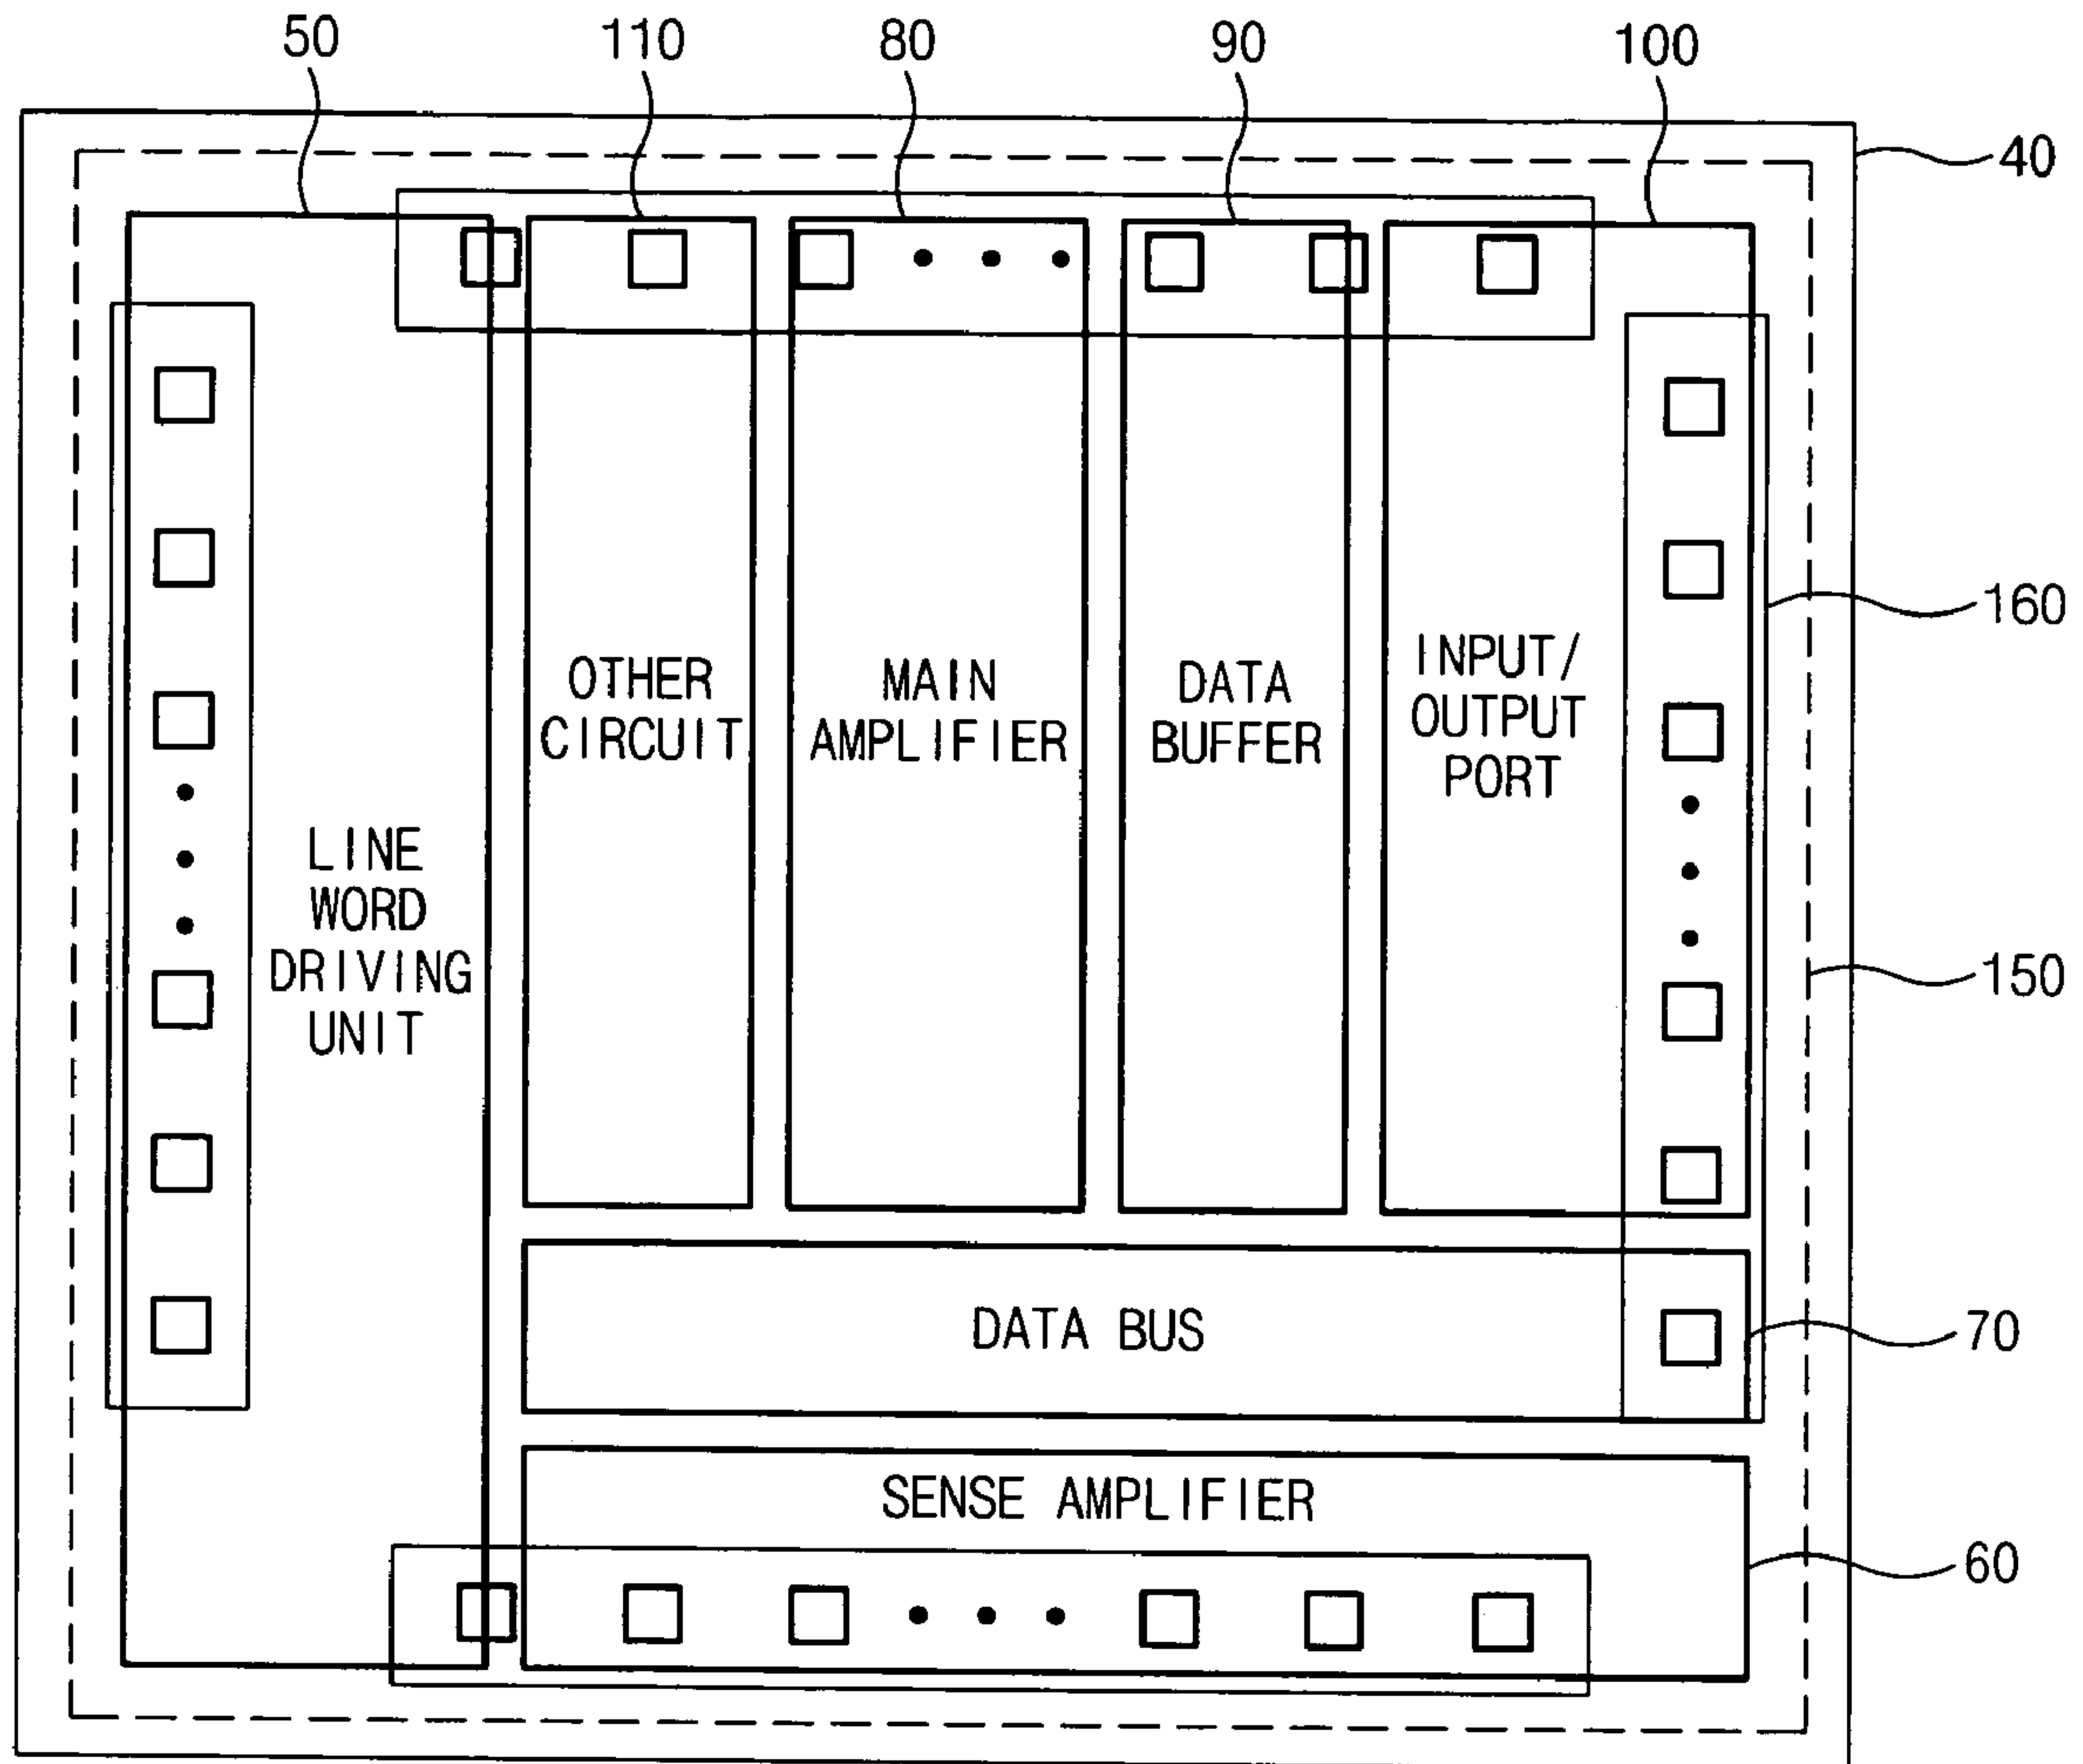 50
110
80
90
100
40
OTHER
CIRCUIT
MAIN
AMPLIFIER
DATA
BUFFER
INPUT/
OUTPUT
PORT
160
LINE
WORD
DRIVING
UNIT
150
DATA BUS
70
SENSE AMPLIFIER
60